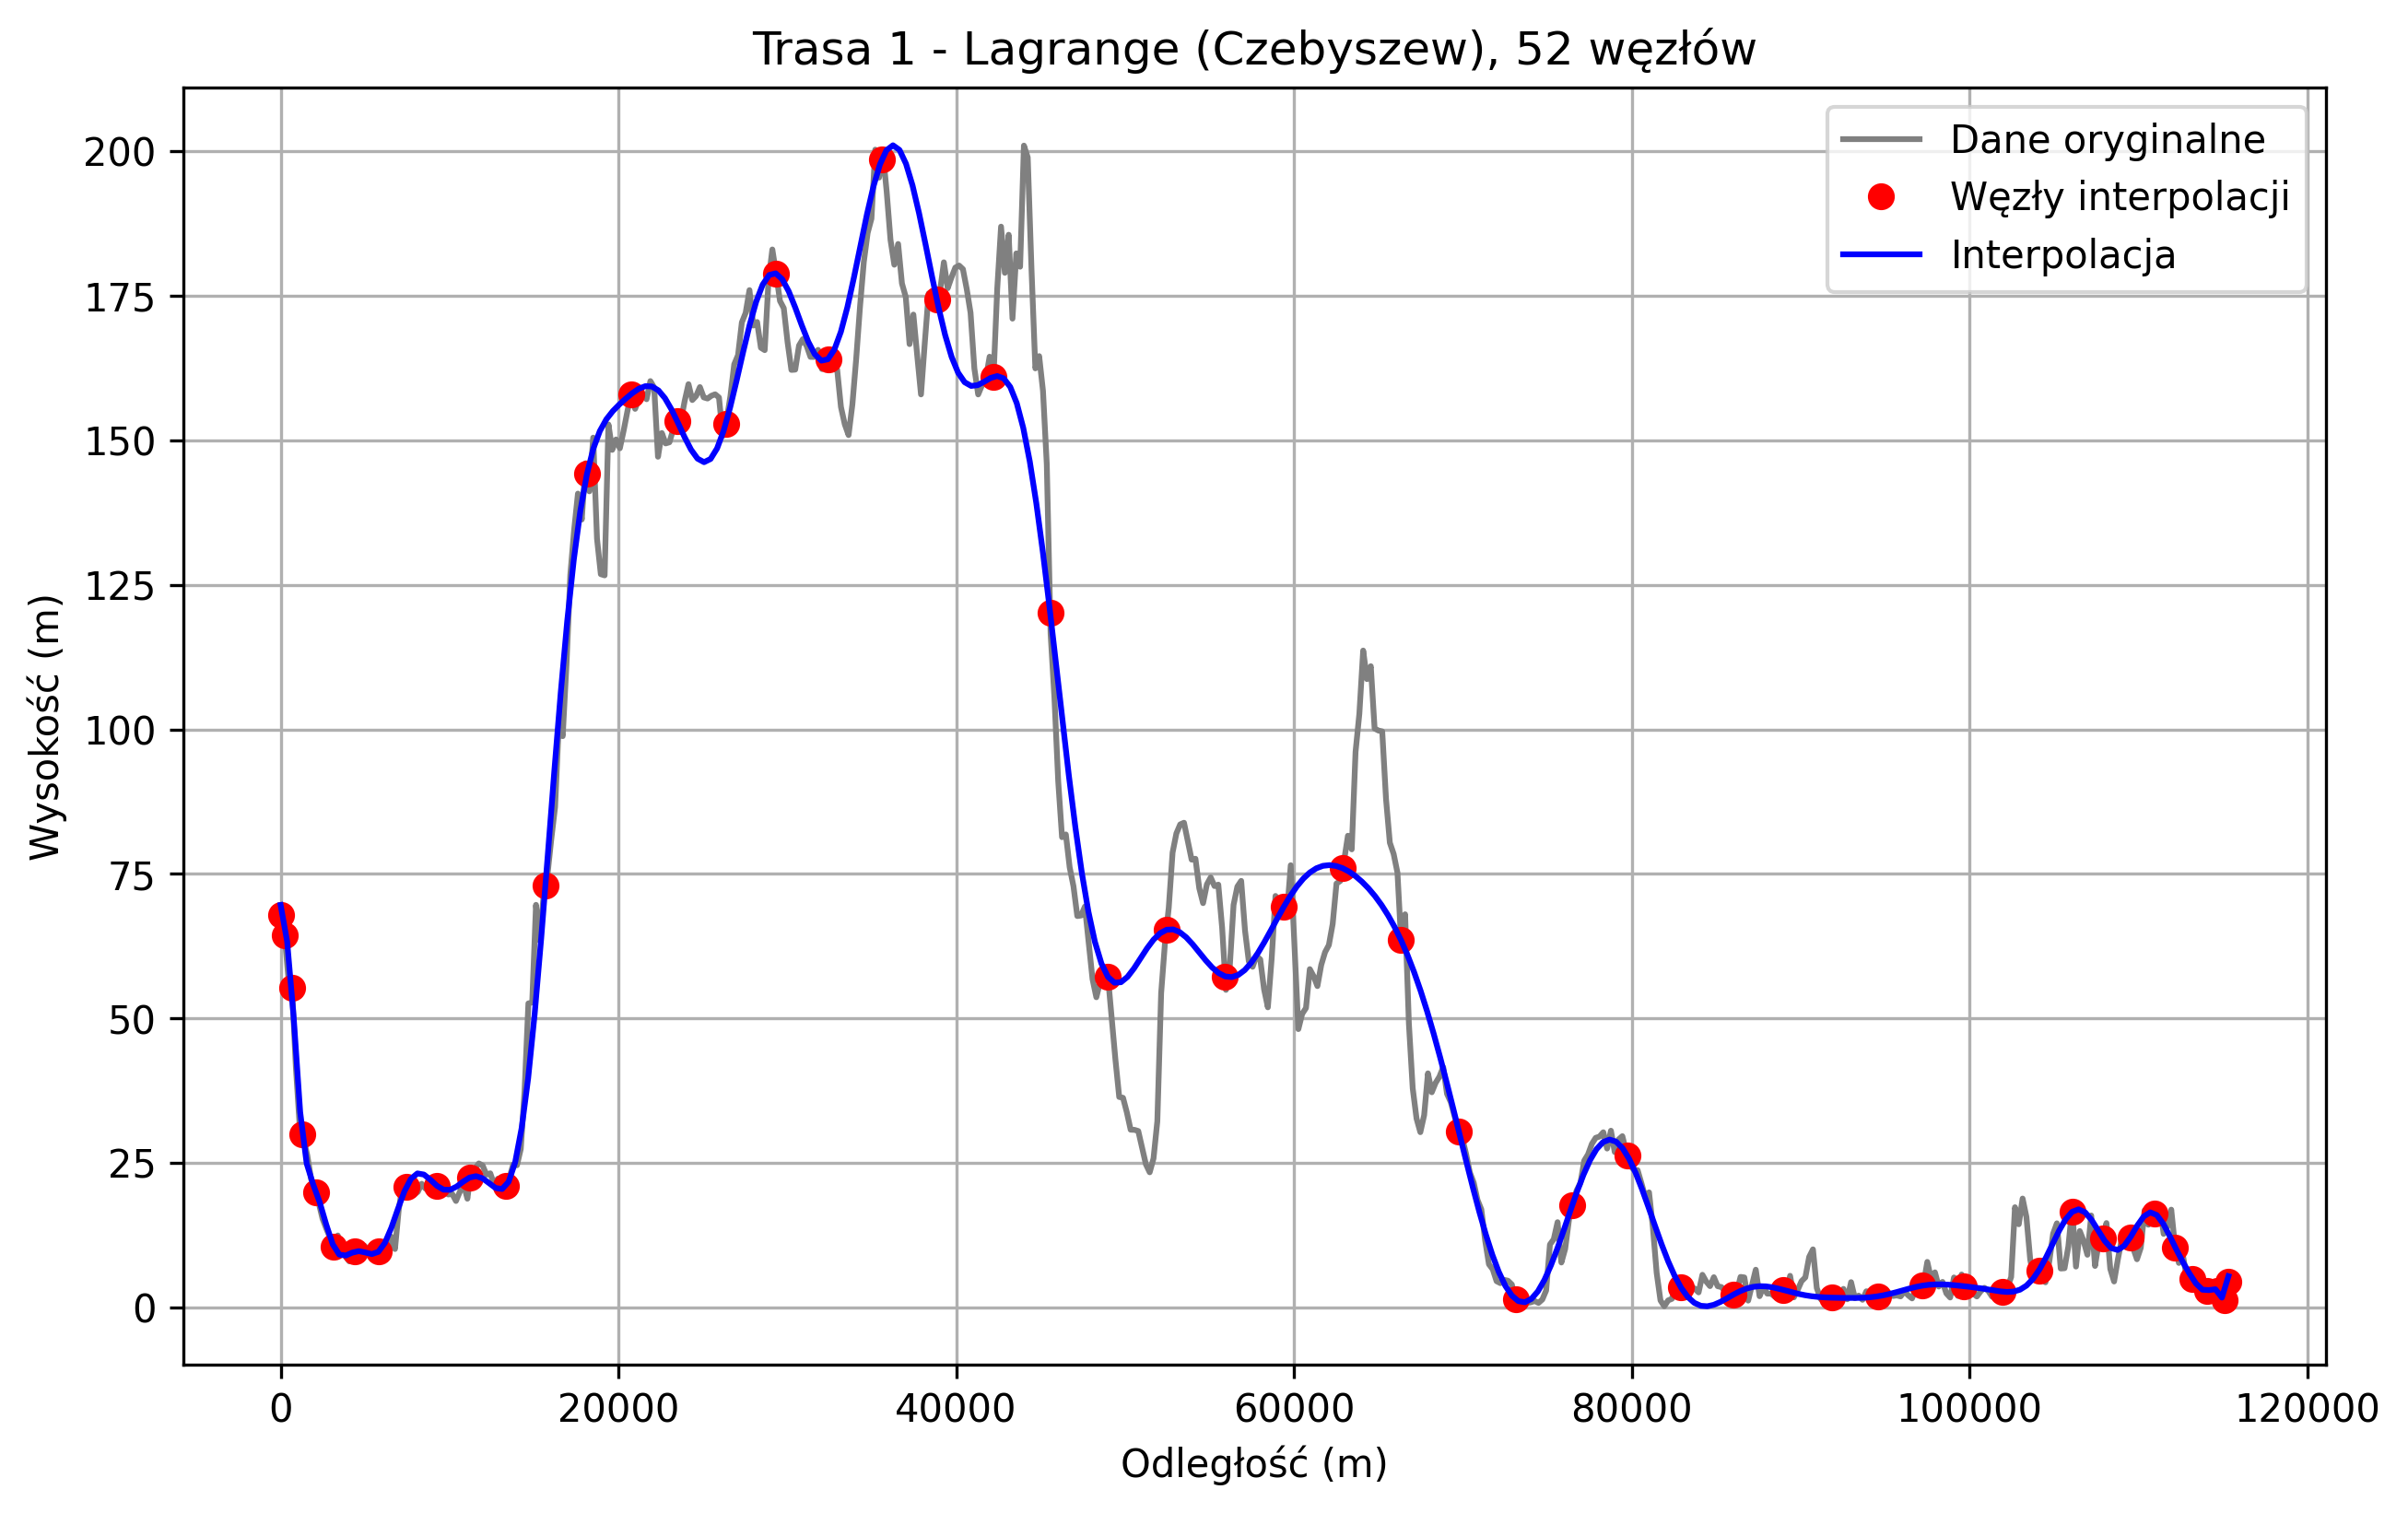 Trasa 1 - Lagrange (Czebyszew), 52 węzłów
Dane oryginalne
Węzły interpolacji
Interpolacja
Wysokość (m)
200
175
150
125
100
75
50
25
0
0
20000
40000
60000
80000
100000
120000
Odległość (m)